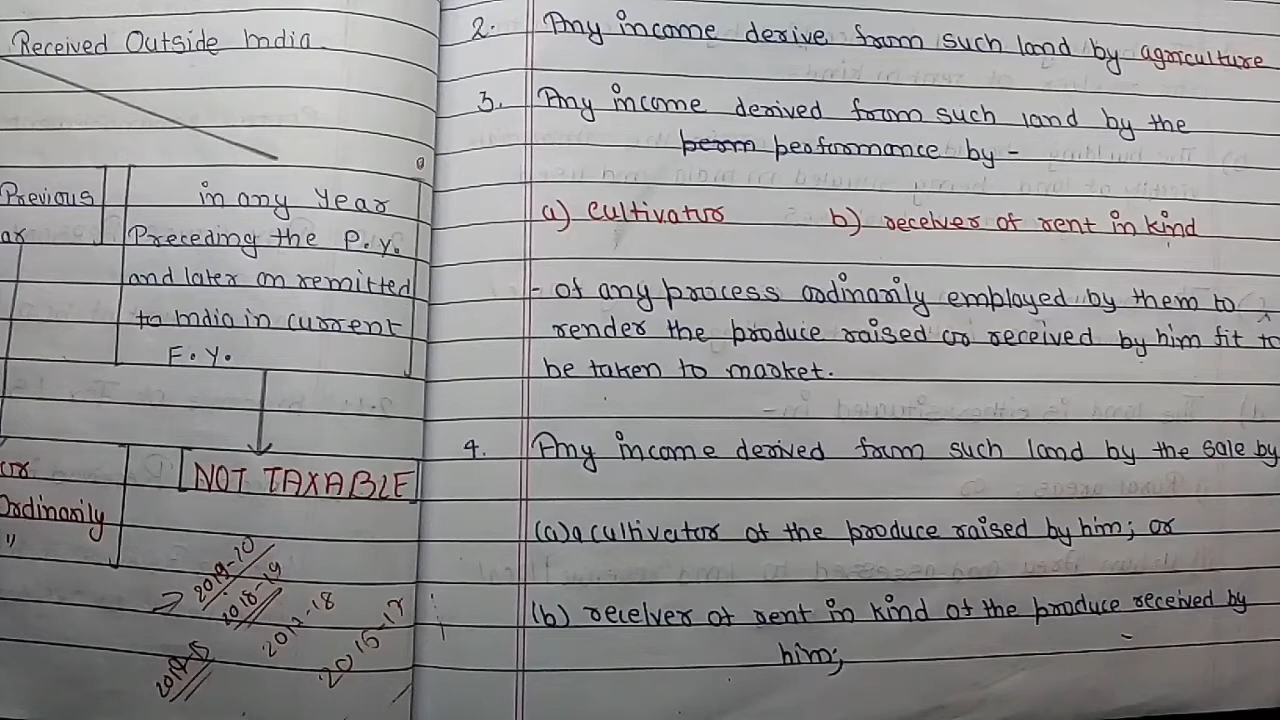 Received Outside India
Previous
ar
in any Year
Preceding the P.Y.
and later on remitted
to India in current
F.Y.
NOT TAXABLE
or
Ordinarily
"
2019-20
2018-19
2017-18
2016-17
2. Any income derive from such land by agriculture
3. Any income derived from such land by the
perom peaformance by -
a) Cultivator b) receiver of rent in kind
- of any process ordinarily employed by them to
render the produce raised or received by him fit to
be taken to market.
4. Any income derived from such land by the sale by
(a) a cultivator of the produce raised by him; or
(b) receiver of rent in kind of the produce received by
him;